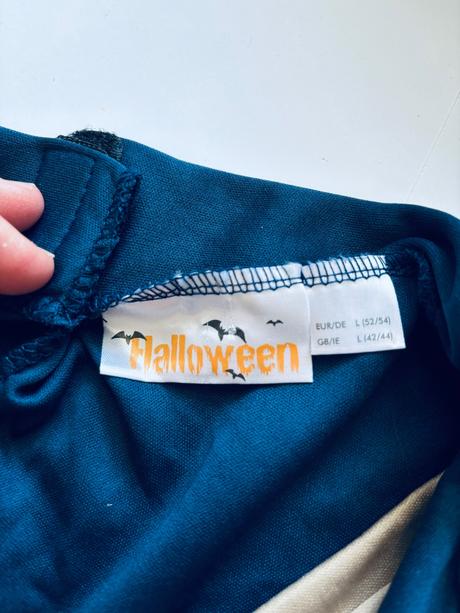 Halloween
EUR/DE L (52/54)
GB/IE L (42/44)